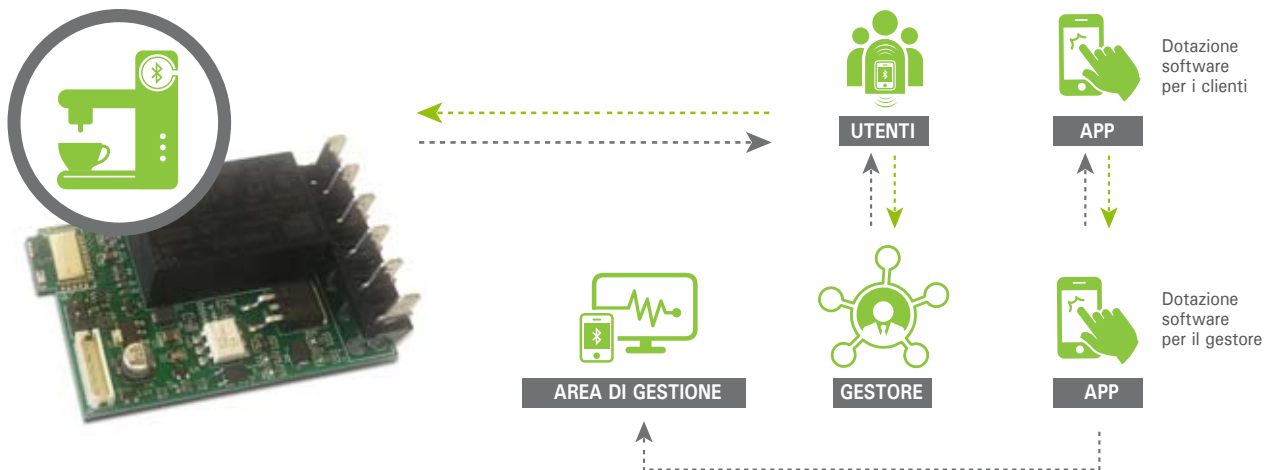 UTENTI
APP
Dotazione
software
per i clienti
AREA DI GESTIONE
GESTORE
APP
Dotazione
software
per il gestore